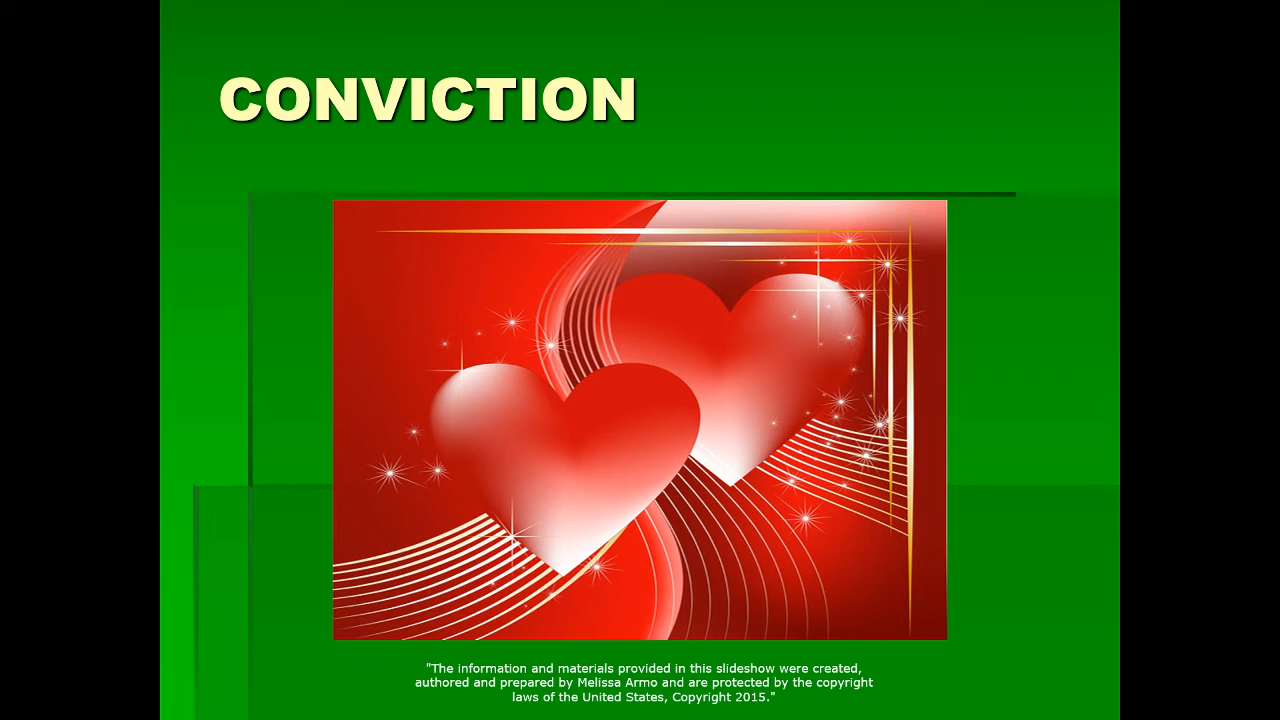 CONVICTION
"The information and materials provided in this slideshow were created,
authored and prepared by Melissa Armo and are protected by the copyright
laws of the United States, Copyright 2015."